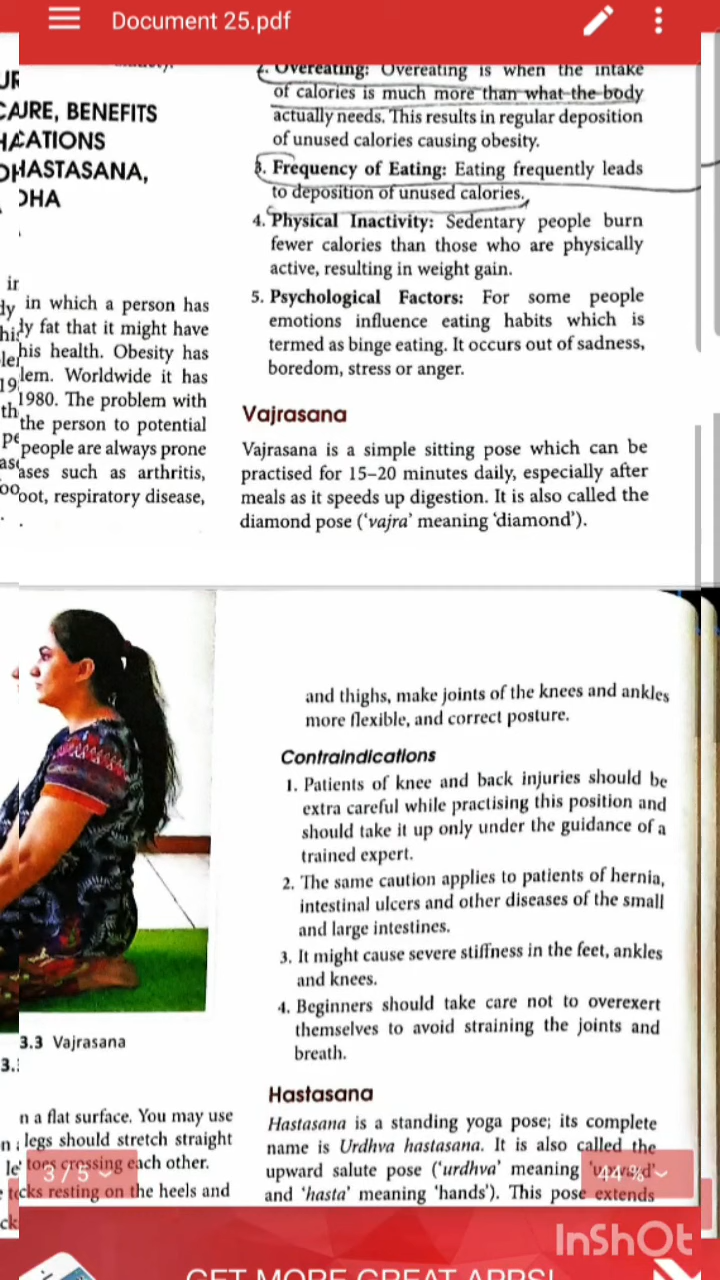 Document 25.pdf
UR
CAJRE, BENEFITS
CATIONS
HASTASANA,
DHA
in which a person has
ly fat that it might have
his health. Obesity has
lem. Worldwide it has
1980. The problem with
the person to potential
people are always prone
ases such as arthritis,
oot, respiratory disease,
2. Overeating: Overeating is when the intake
of calories is much more than what the body
actually needs. This results in regular deposition
of unused calories causing obesity.
3. Frequency of Eating: Eating frequently leads
to deposition of unused calories.
4. Physical Inactivity: Sedentary people burn
fewer calories than those who are physically
active, resulting in weight gain.
5. Psychological Factors: For some people
emotions influence eating habits which is
termed as binge eating. It occurs out of sadness,
boredom, stress or anger.
Vajrasana
Vajrasana is a simple sitting pose which can be
practised for 15–20 minutes daily, especially after
meals as it speeds up digestion. It is also called the
diamond pose ('vajra' meaning 'diamond').
3.3 Vajrasana
n a flat surface. You may use
legs should stretch straight
toes crossing each other.
cks resting on the heels and
and thighs, make joints of the knees and ankles
more flexible, and correct posture.
Contraindications
1. Patients of knee and back injuries should be
extra careful while practising this position and
should take it up only under the guidance of a
trained expert.
2. The same caution applies to patients of hernia,
intestinal ulcers and other diseases of the small
and large intestines.
3. It might cause severe stiffness in the feet, ankles
and knees.
4. Beginners should take care not to overexert
themselves to avoid straining the joints and
breath.
Hastasana
Hastasana is a standing yoga pose; its complete
name is Urdhva hastasana. It is also called the
upward salute pose ('urdhva' meaning 'upward'
and 'hasta' meaning 'hands'). This pose extends
3 / 5
44 %
InShOt
GET MORE GREAT APPS!